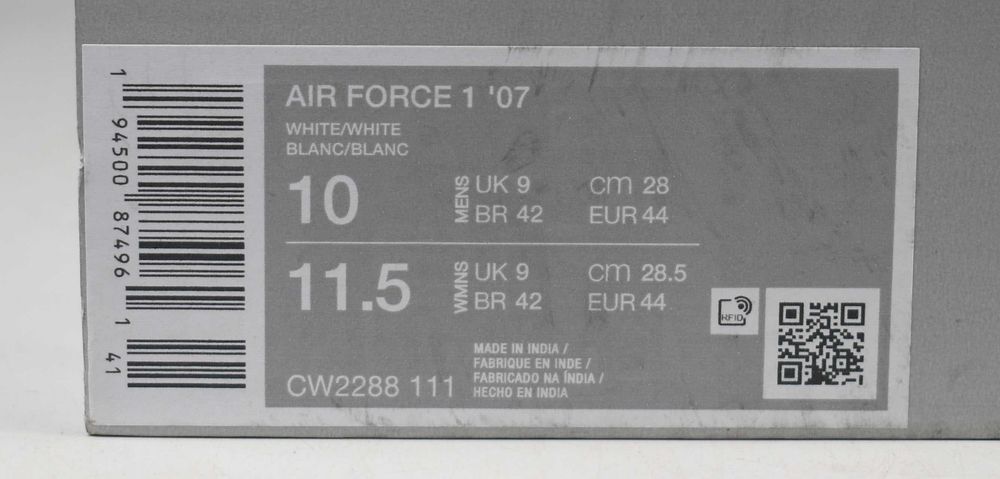 1 94500 87496 1 41
AIR FORCE 1 '07
WHITE/WHITE
BLANC/BLANC
10
MENS
UK 9 cm 28
BR 42 EUR 44
11.5
WMNS
UK 9 cm 28.5
BR 42 EUR 44
RFID
CW2288 111
MADE IN INDIA /
FABRIQUE EN INDE /
FABRICADO NA ÍNDIA /
HECHO EN INDIA